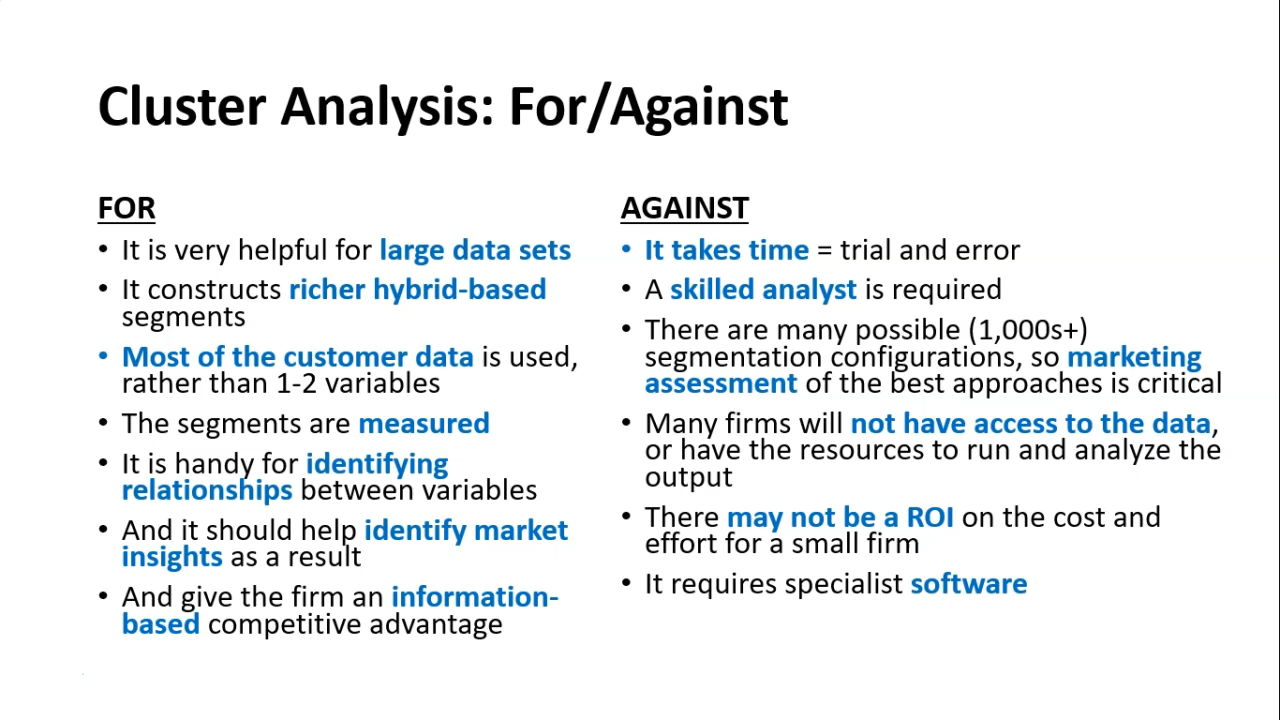 Cluster Analysis: For/Against
FOR
• It is very helpful for large data sets
• It constructs richer hybrid-based
segments
• Most of the customer data is used,
rather than 1-2 variables
• The segments are measured
• It is handy for identifying
relationships between variables
• And it should help identify market
insights as a result
• And give the firm an information-
based competitive advantage
AGAINST
• It takes time = trial and error
• A skilled analyst is required
• There are many possible (1,000s+)
segmentation configurations, so marketing
assessment of the best approaches is critical
• Many firms will not have access to the data,
or have the resources to run and analyze the
output
• There may not be a ROI on the cost and
effort for a small firm
• It requires specialist software